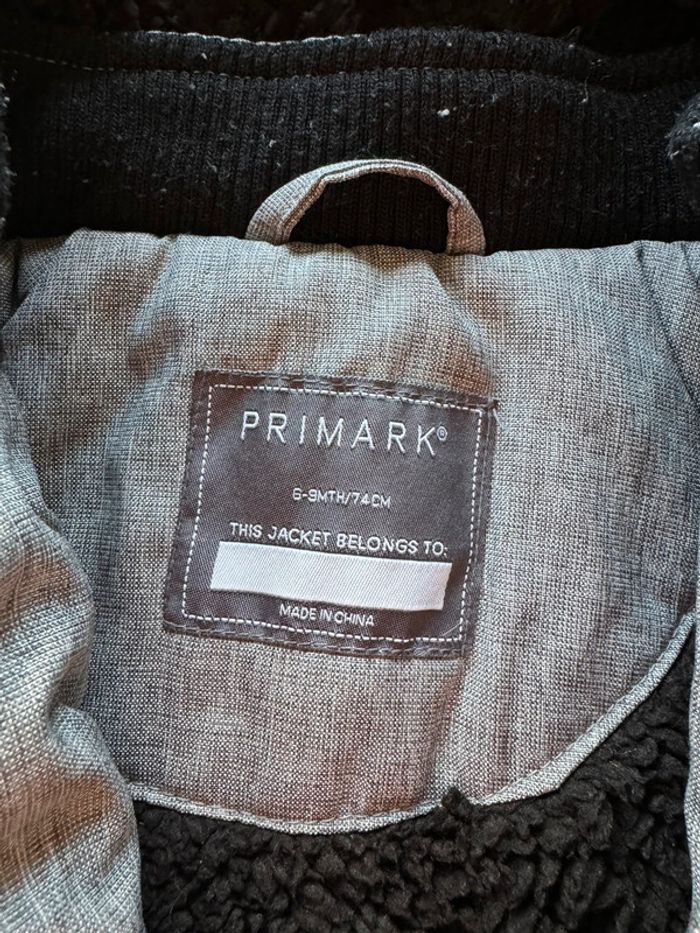 PRIMARK®
6-9MTH/74CM
THIS JACKET BELONGS TO:
MADE IN CHINA